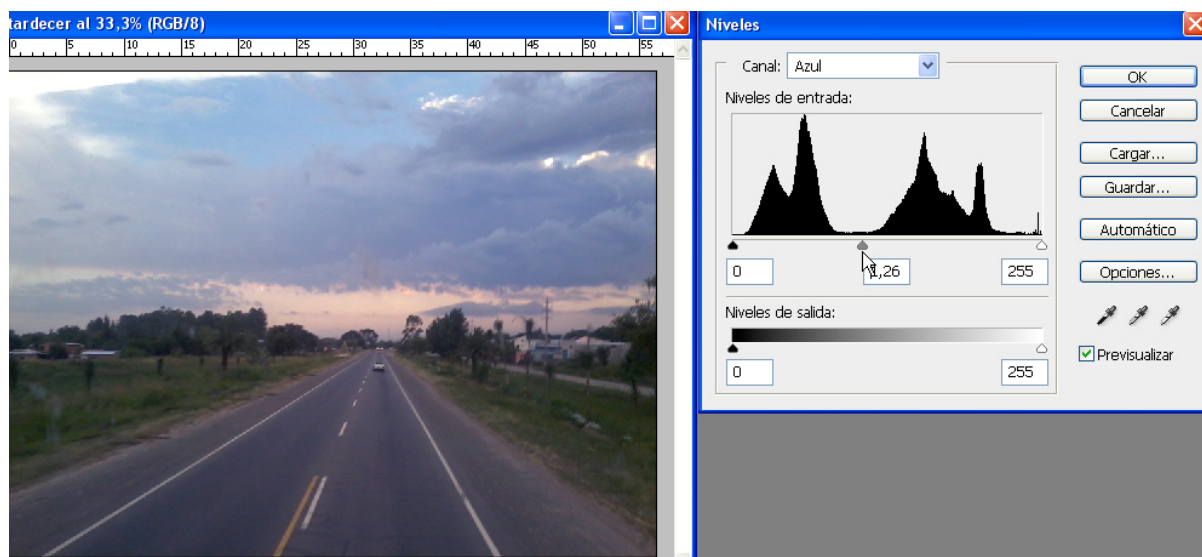 tardecer al 33,3% (RGB/8)
0 5 10 15 20 25 30 35 40 45 50 55
Niveles
Canal: Azul
Niveles de entrada:
0 1,26 255
Niveles de salida:
0 255
OK
Cancelar
Cargar...
Guardar...
Automático
Opciones...
Previsualizar